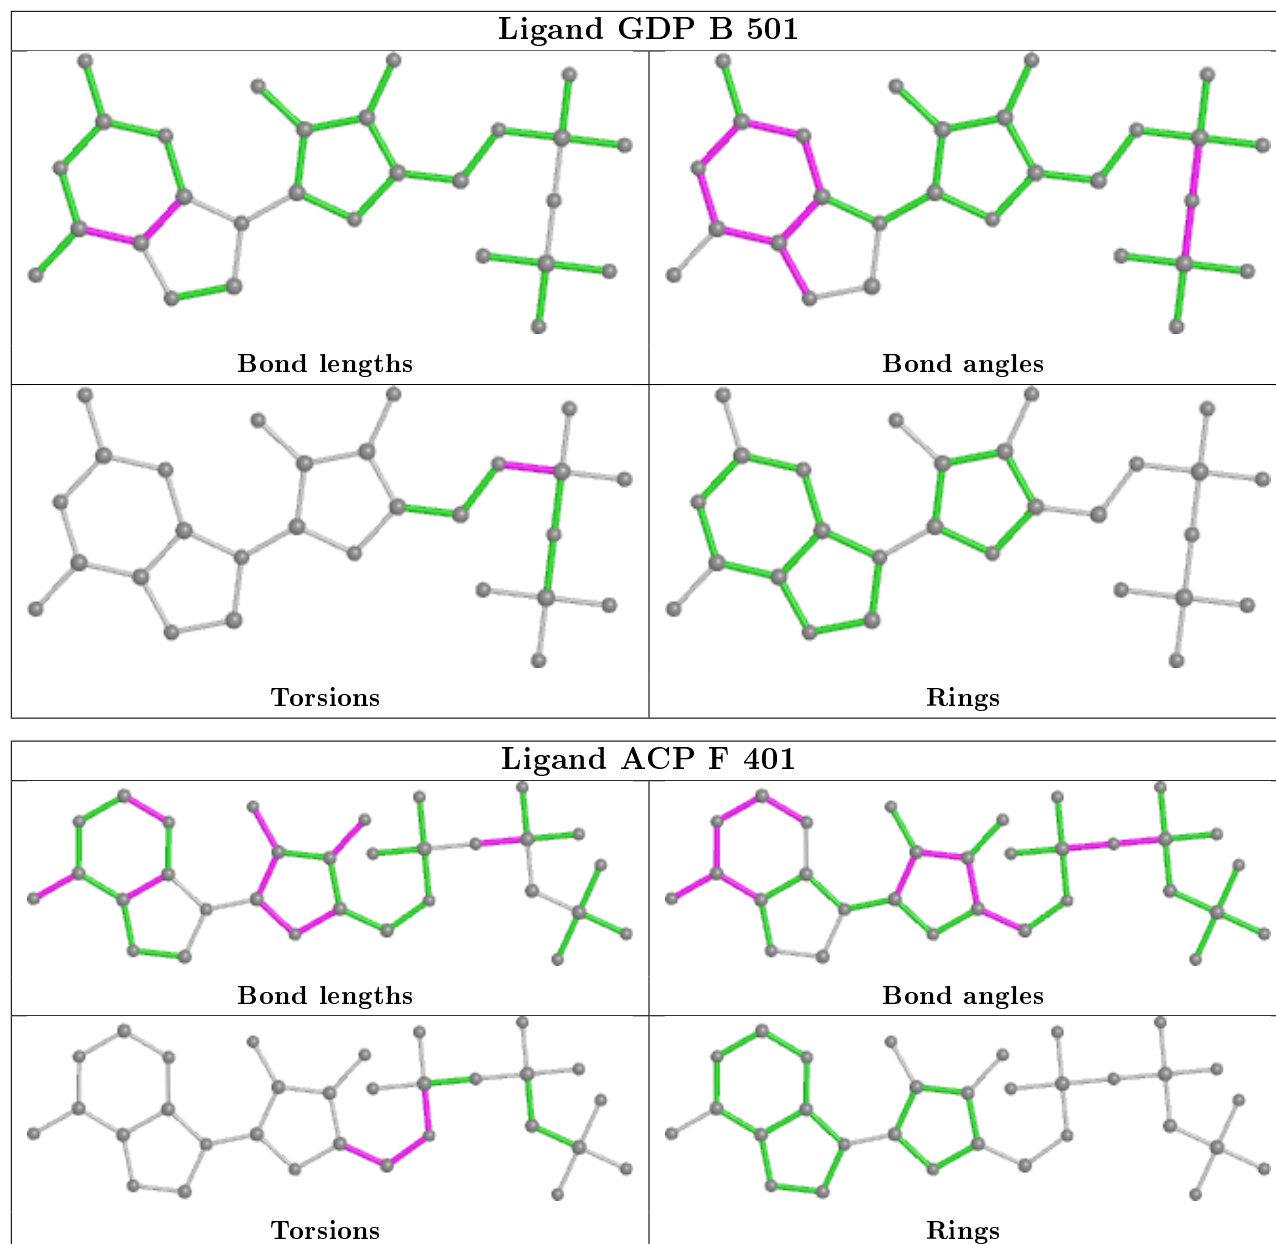 Ligand GDP B 501
Bond lengths
Bond angles
Torsions
Rings
Ligand ACP F 401
Bond lengths
Bond angles
Torsions
Rings